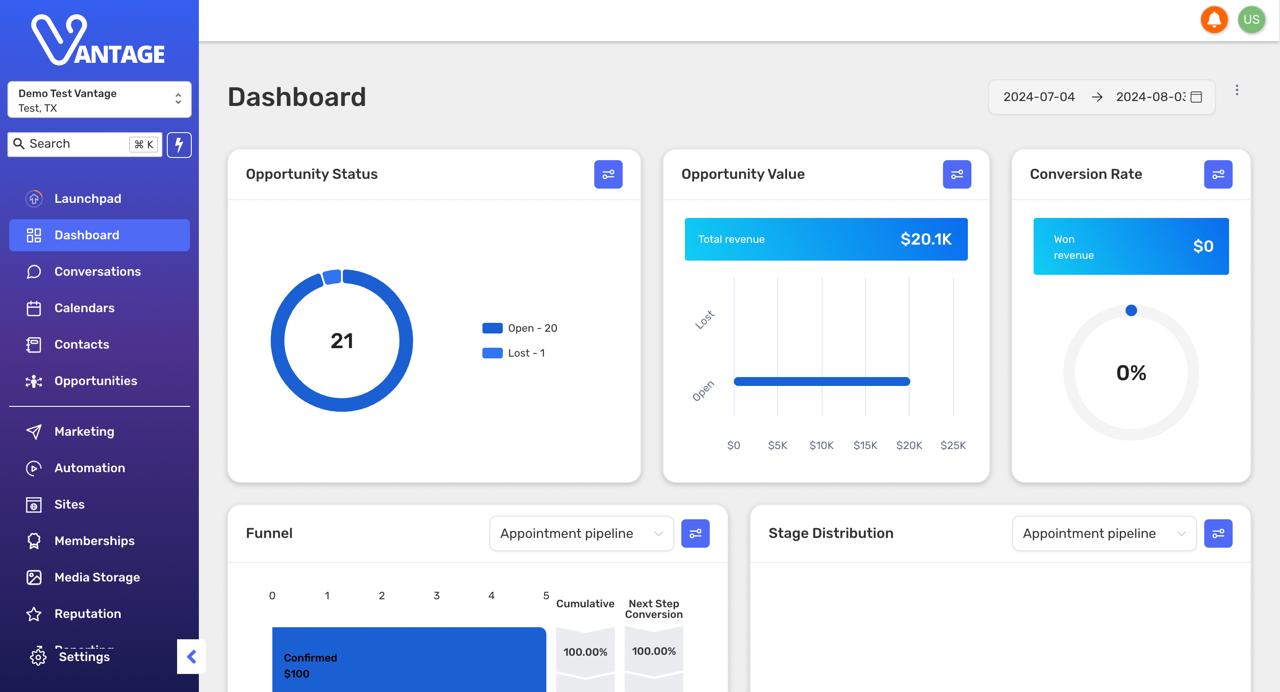 VANTAGE
Demo Test Vantage
Test, TX
Search
⌘ K
Launchpad
Dashboard
Conversations
Calendars
Contacts
Opportunities
Marketing
Automation
Sites
Memberships
Media Storage
Reputation
Reporting
Settings
US
Dashboard
2024-07-04 → 2024-08-03
Opportunity Status
21
Open - 20
Lost - 1
Opportunity Value
Total revenue $20.1K
Lost
Open
$0 $5K $10K $15K $20K $25K
Conversion Rate
Won
revenue
$0
0%
Funnel
Appointment pipeline
0 1 2 3 4 5
Cumulative
Next Step
Conversion
Confirmed
$100
100.00%
100.00%
Stage Distribution
Appointment pipeline